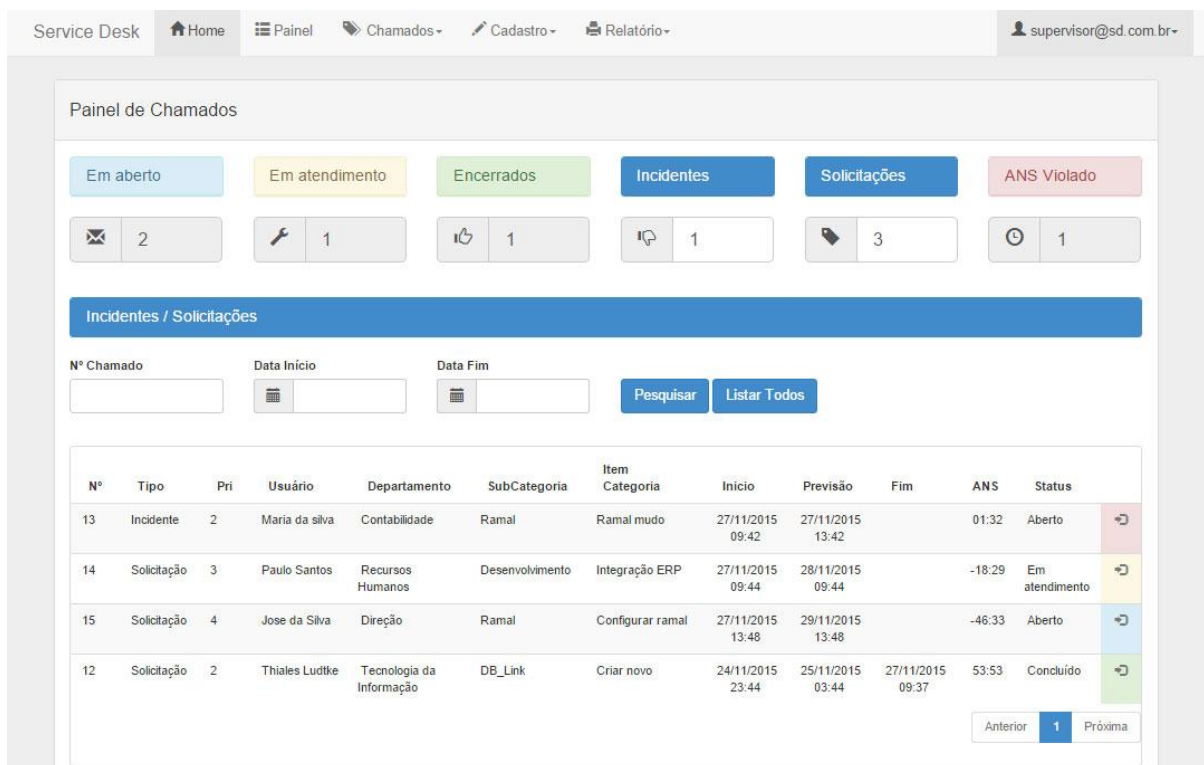 Service Desk Home Painel Chamados Cadastro Relatório supervisor@sd.com.br
Painel de Chamados
Em aberto Em atendimento Encerrados Incidentes Solicitações ANS Violado
2 1 1 1 3 1
Incidentes / Solicitações
Nº Chamado Data Início Data Fim
Pesquisar Listar Todos
N° Tipo Pri Usuário Departamento SubCategoria Item Categoria Inicio Previsão Fim ANS Status
13 Incidente 2 Maria da silva Contabilidade Ramal Ramal mudo 27/11/2015 09:42 27/11/2015 13:42 01:32 Aberto
14 Solicitação 3 Paulo Santos Recursos Humanos Desenvolvimento Integração ERP 27/11/2015 09:44 28/11/2015 09:44 -18:29 Em atendimento
15 Solicitação 4 Jose da Silva Direção Ramal Configurar ramal 27/11/2015 13:48 29/11/2015 13:48 -46:33 Aberto
12 Solicitação 2 Thiales Ludtke Tecnologia da Informação DB_Link Criar novo 24/11/2015 23:44 25/11/2015 03:44 27/11/2015 09:37 53:53 Concluído
Anterior 1 Próxima